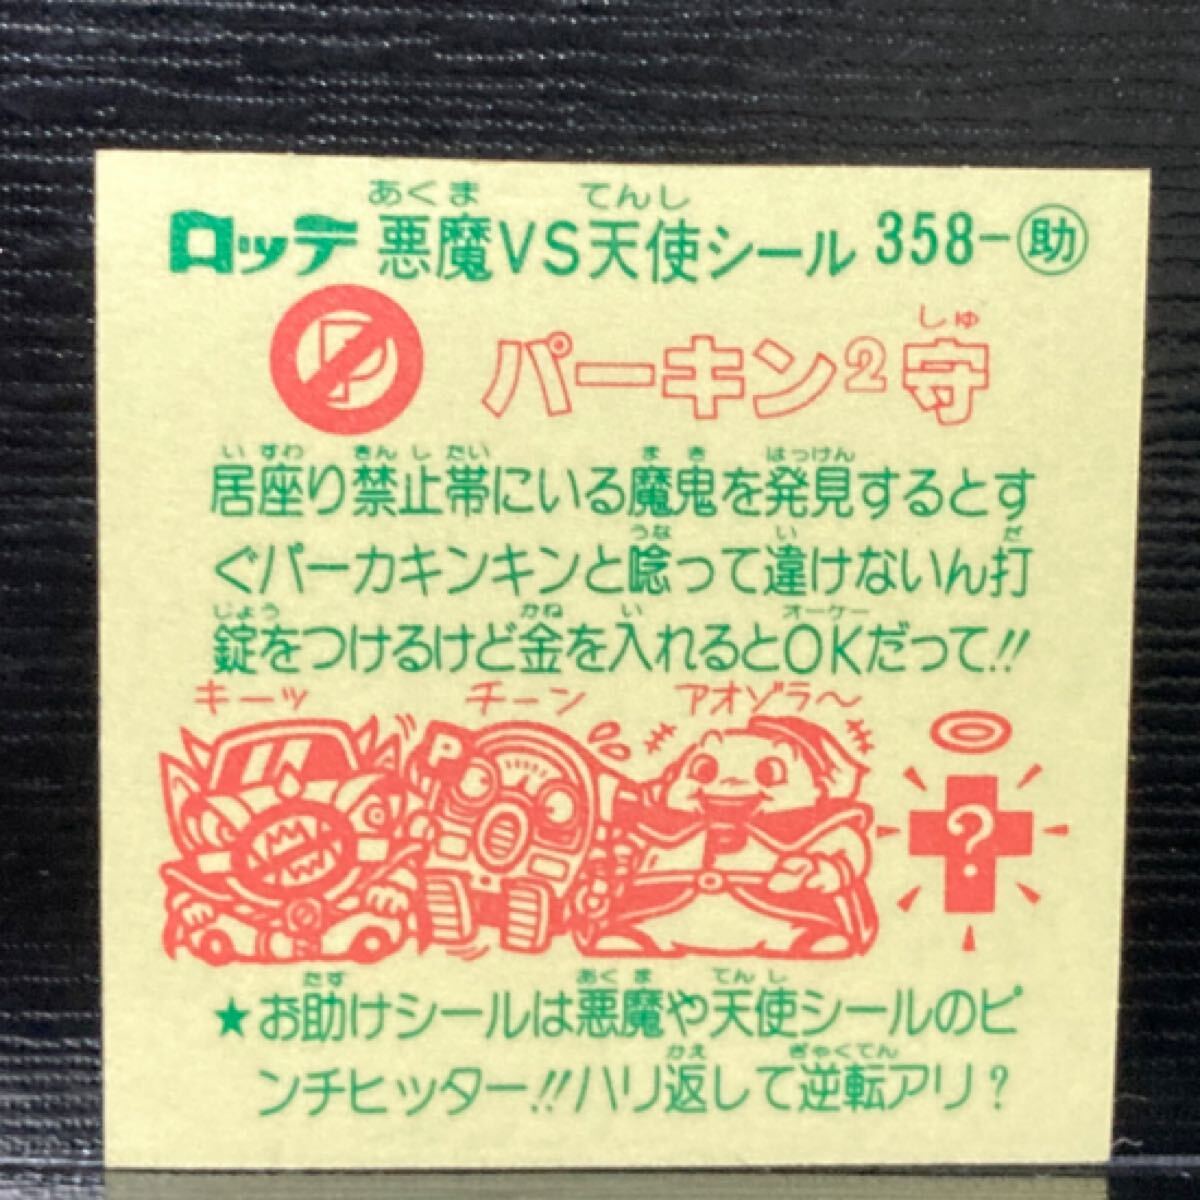 あくま てんし
ロッテ 悪魔VS天使シール 358-助
しゅ
P パーキン2守
いすわ きんしたい まき はっけん
居座り禁止帯にいる魔鬼を発見するとす
うな い だ
ぐパーカキンキンと唸って違けないん打
じょう かね い オーケー
錠をつけるけど金を入れるとOKだって!!
キーッ チーン アオゾラ〜
P P ?
たす あくま てんし
★お助けシールは悪魔や天使シールのピ
かえ ぎゃくてん
ンチヒッター!!ハリ返して逆転アリ?